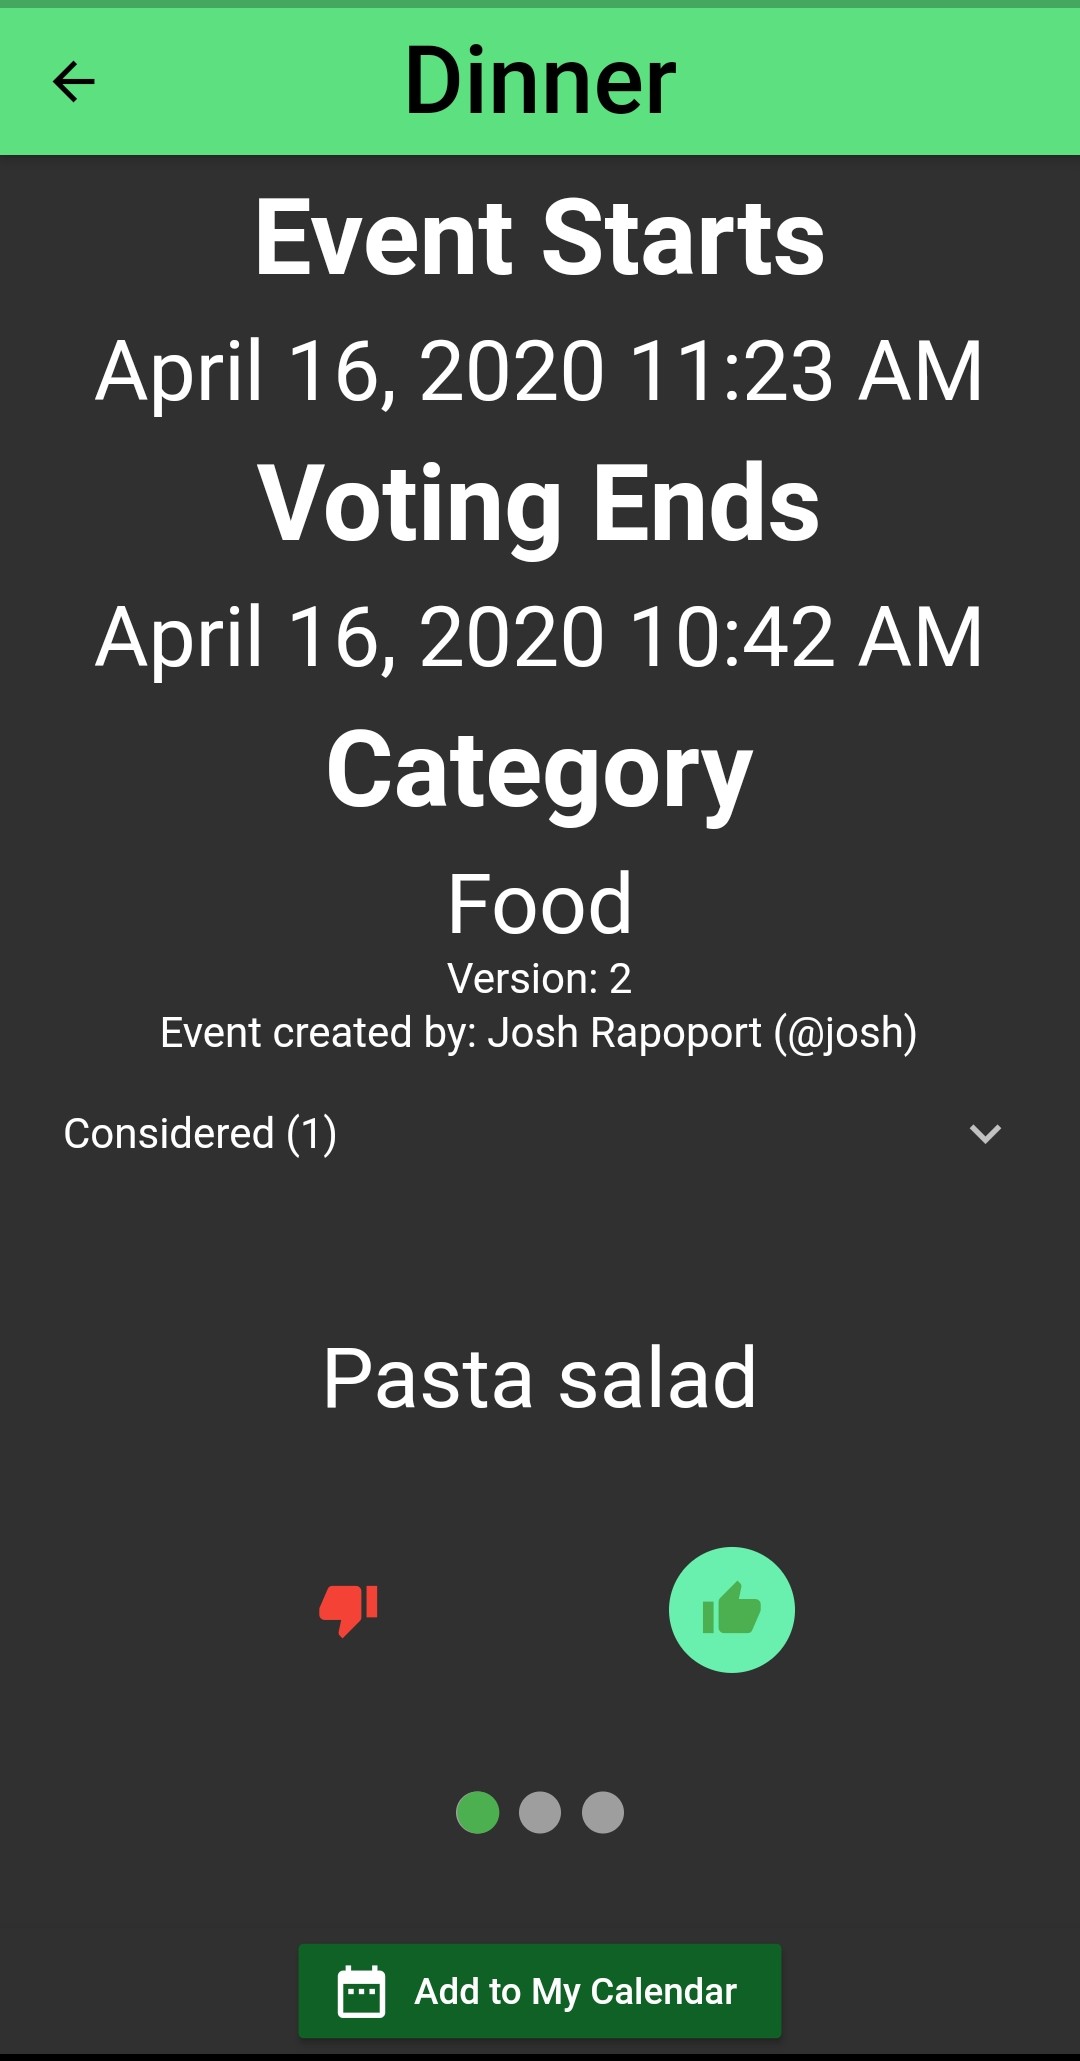 Dinner
Event Starts
April 16, 2020 11:23 AM
Voting Ends
April 16, 2020 10:42 AM
Category
Food
Version: 2
Event created by: Josh Rapoport (@josh)
Considered (1)
Pasta salad
Add to My Calendar